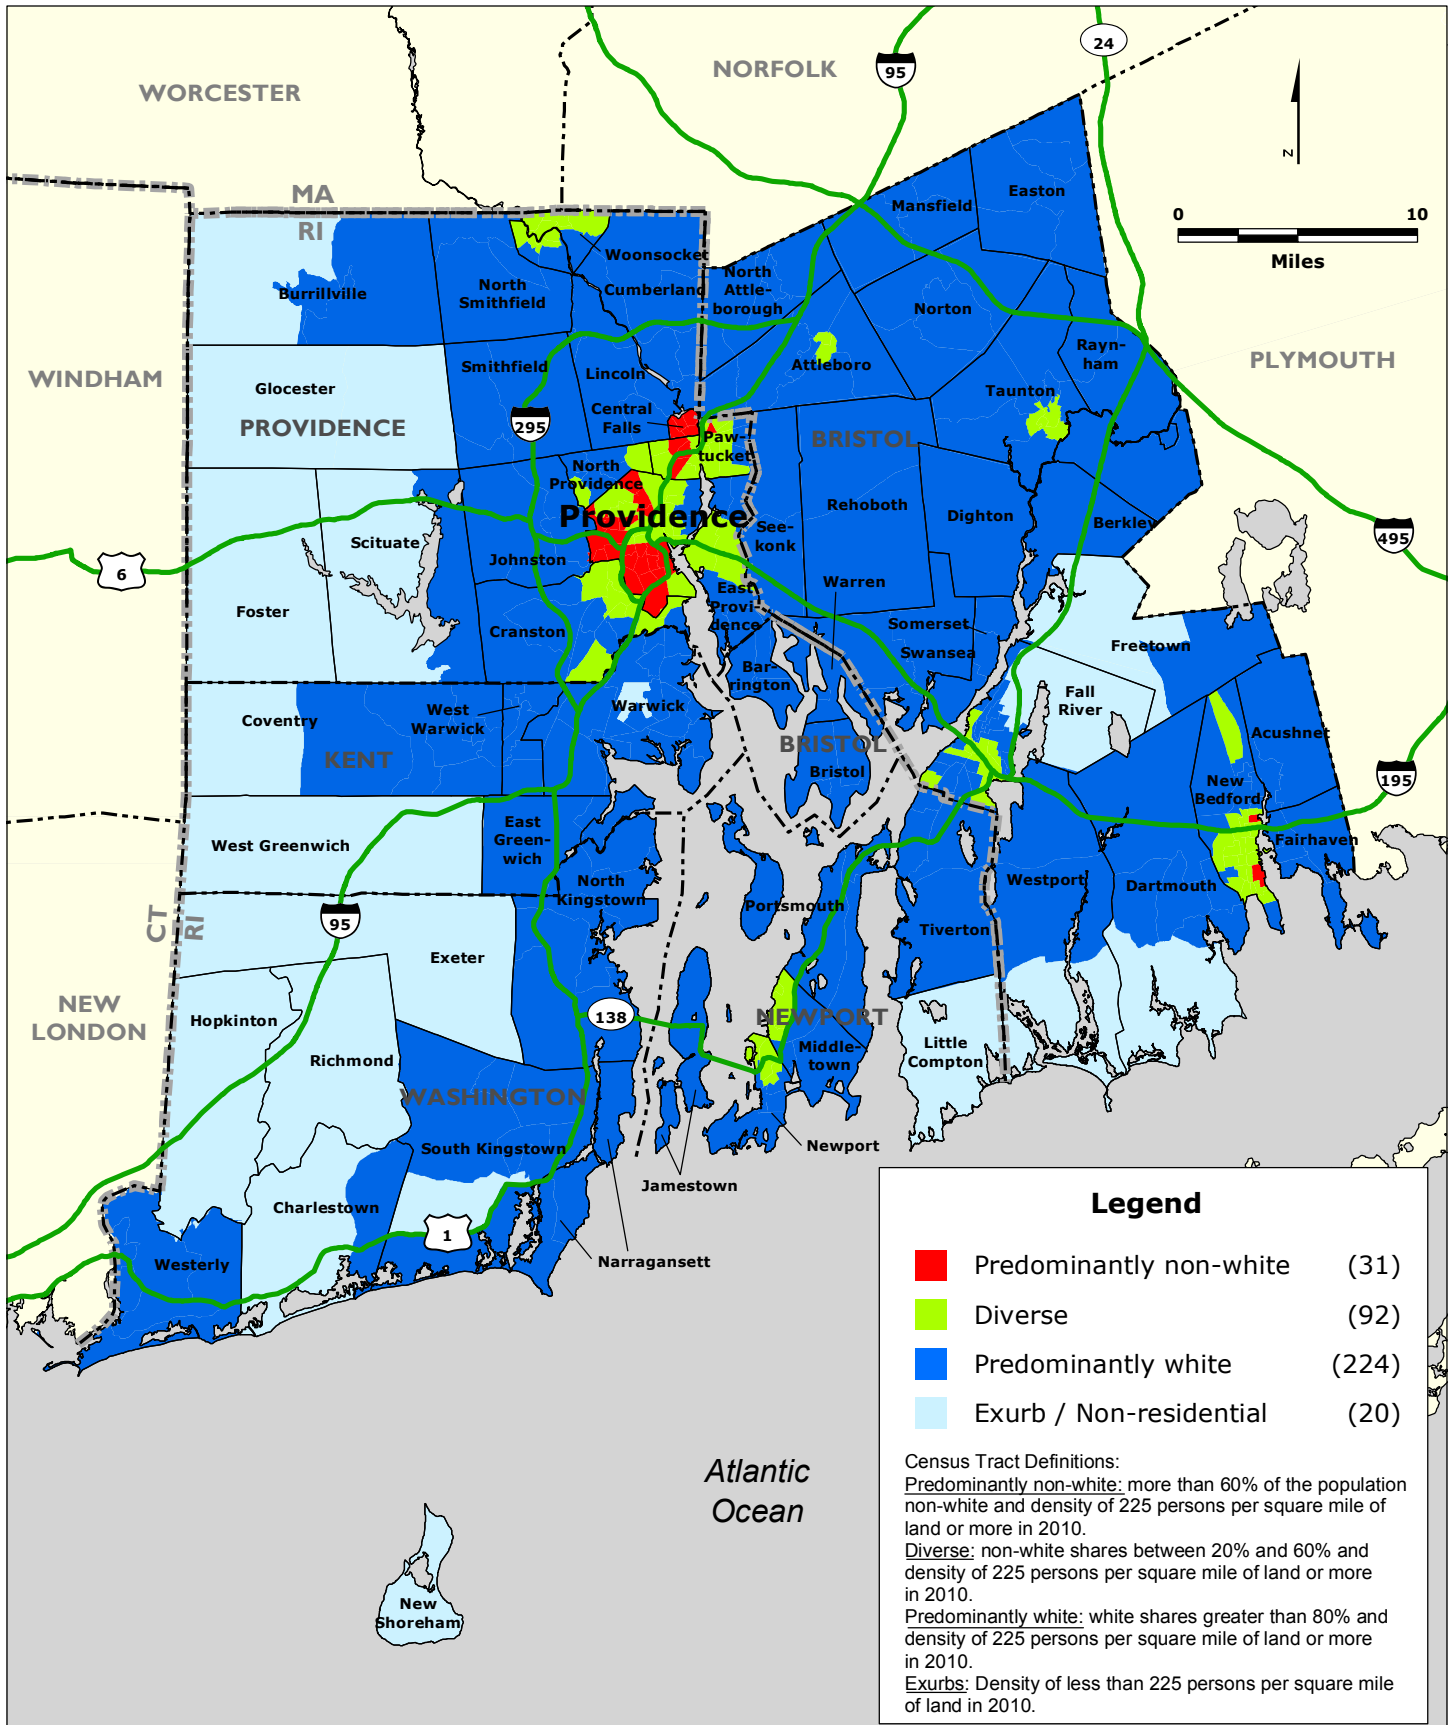 24
NORFOLK
95
WORCESTER
z
MA
RI
Easton
Mansfield
0
10
Miles
Woonsocket
Cumberland
North
Attle-
borough
Burrillville
North
Smithfield
Norton
Rayn-
ham
PLYMOUTH
WINDHAM
Glocester
Smithfield
Lincoln
Attleboro
Taunton
PROVIDENCE
295
Central
Falls
Paw-
tucket
BRISTOL
North
Providence
Providence
Rehoboth
Dighton
Berkley
495
See-
konk
Scituate
6
Johnston
Warren
East
Provi-
dence
Foster
Cranston
Somerset
Swansea
Freetown
Bar-
rington
Fall
River
Coventry
West
Warwick
Warwick
KENT
BRISTOL
Bristol
Acushnet
New
Bedford
195
West Greenwich
East
Green-
wich
Fairhaven
North
Kingstown
Westport
Dartmouth
Portsmouth
CT
RI
95
Tiverton
Exeter
NEW
LONDON
Hopkinton
138
NEWPORT
Richmond
Middle-
town
Little
Compton
WASHINGTON
South Kingstown
Newport
Jamestown
Charlestown
1
Narragansett
Westerly
Legend
Predominantly non-white (31)
Diverse (92)
Predominantly white (224)
Exurb / Non-residential (20)
Census Tract Definitions:
Predominantly non-white: more than 60% of the population
non-white and density of 225 persons per square mile of
land or more in 2010.
Diverse: non-white shares between 20% and 60% and
density of 225 persons per square mile of land or more
in 2010.
Predominantly white: white shares greater than 80% and
density of 225 persons per square mile of land or more
in 2010.
Exurbs: Density of less than 225 persons per square mile
of land in 2010.
Atlantic
Ocean
New
Shoreham